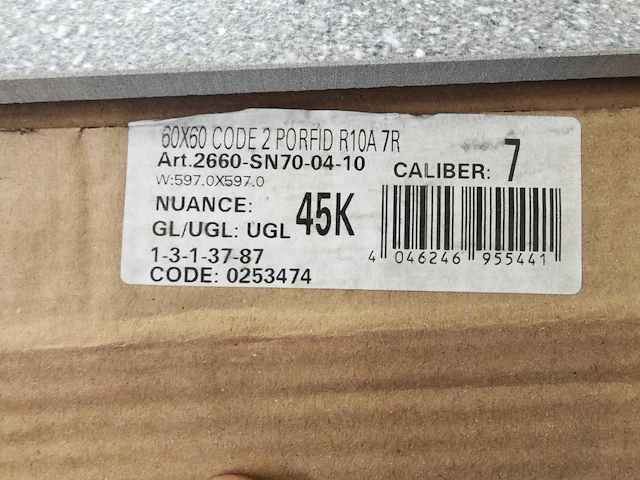 60X60 CODE 2 PORFID R10A 7R
Art.2660-SN70-04-10
CALIBER: 7
W:597.0X597.0
NUANCE: 45K
GL/UGL: UGL
1-3-1-37-87
4 046246 955441
CODE: 0253474